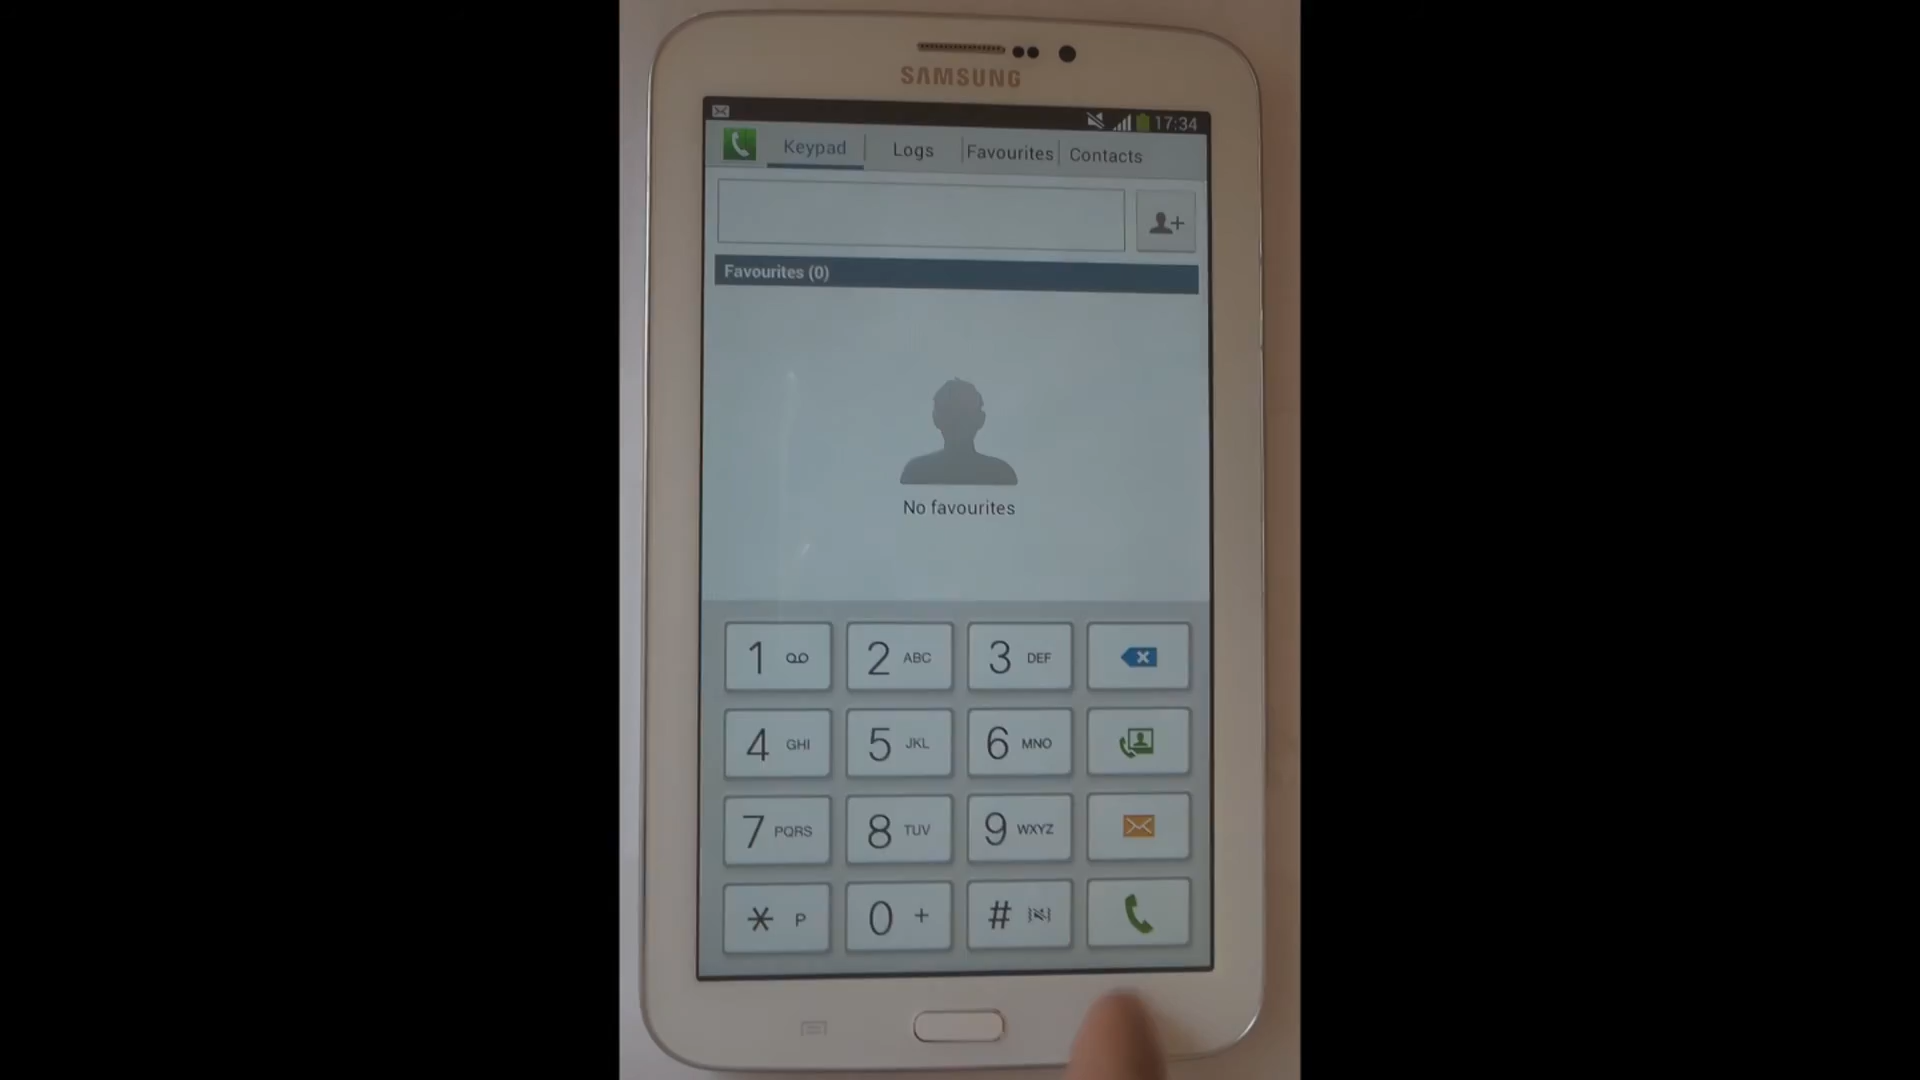 SAMSUNG
17:34
Keypad Logs Favourites Contacts
Favourites (0)
No favourites
1 2 ABC 3 DEF
4 GHI 5 JKL 6 MNO
7 PQRS 8 TUV 9 WXYZ
* P 0 + #